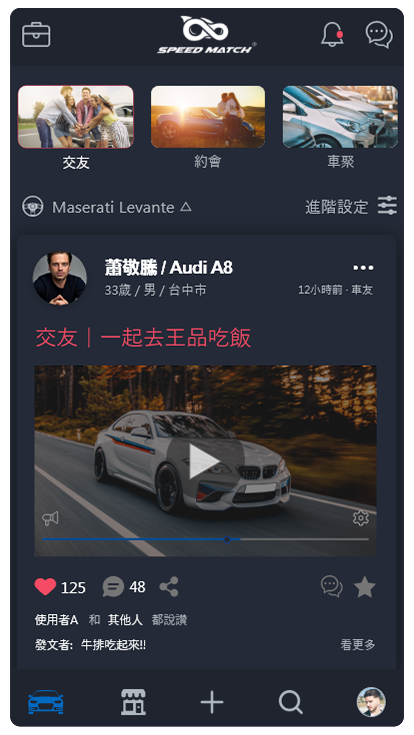 SPEED MATCH®
交友
約會
車聚
Maserati Levante
進階設定
蕭敬騰 / Audi A8
33歲 / 男 / 台中市
12小時前 · 車友
交友｜一起去王品吃飯
125
48
使用者A 和 其他人 都說讚
發文者: 牛排吃起來!!
看更多